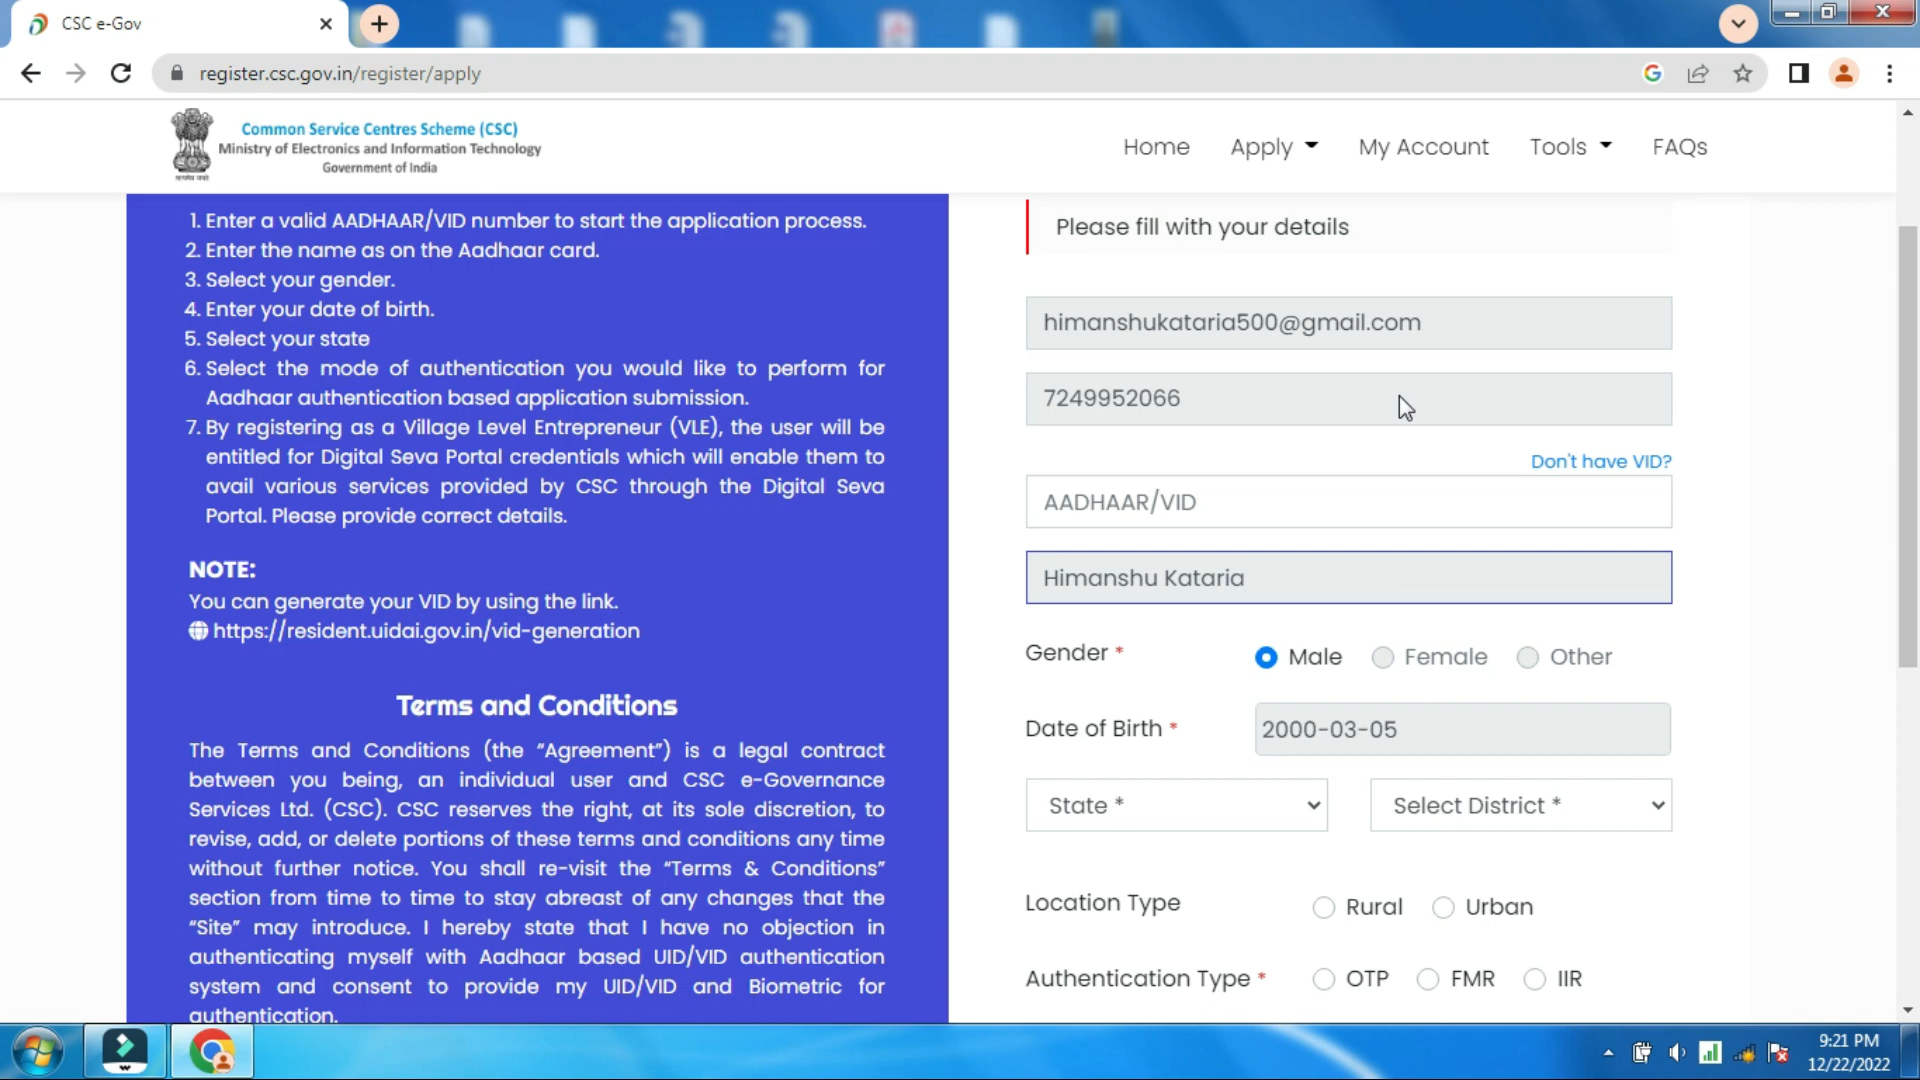 CSC e-Gov
register.csc.gov.in/register/apply
Common Service Centres Scheme (CSC)
Ministry of Electronics and Information Technology
Government of India
Home
Apply
My Account
Tools
FAQs
1. Enter a valid AADHAAR/VID number to start the application process.
2. Enter the name as on the Aadhaar card.
3. Select your gender.
4. Enter your date of birth.
5. Select your state
6. Select the mode of authentication you would like to perform for
Aadhaar authentication based application submission.
7. By registering as a Village Level Entrepreneur (VLE), the user will be
entitled for Digital Seva Portal credentials which will enable them to
avail various services provided by CSC through the Digital Seva
Portal. Please provide correct details.
NOTE:
You can generate your VID by using the link.
https://resident.uidai.gov.in/vid-generation
Terms and Conditions
The Terms and Conditions (the “Agreement”) is a legal contract
between you being, an individual user and CSC e-Governance
Services Ltd. (CSC). CSC reserves the right, at its sole discretion, to
revise, add, or delete portions of these terms and conditions any time
without further notice. You shall re-visit the “Terms & Conditions”
section from time to time to stay abreast of any changes that the
“Site” may introduce. I hereby state that I have no objection in
authenticating myself with Aadhaar based UID/VID authentication
system and consent to provide my UID/VID and Biometric for
authentication.
Please fill with your details
himanshukataria500@gmail.com
7249952066
Don't have VID?
AADHAAR/VID
Himanshu Kataria
Gender * Male Female Other
Date of Birth * 2000-03-05
State * Select District *
Location Type Rural Urban
Authentication Type * OTP FMR IIR
9:21 PM
12/22/2022